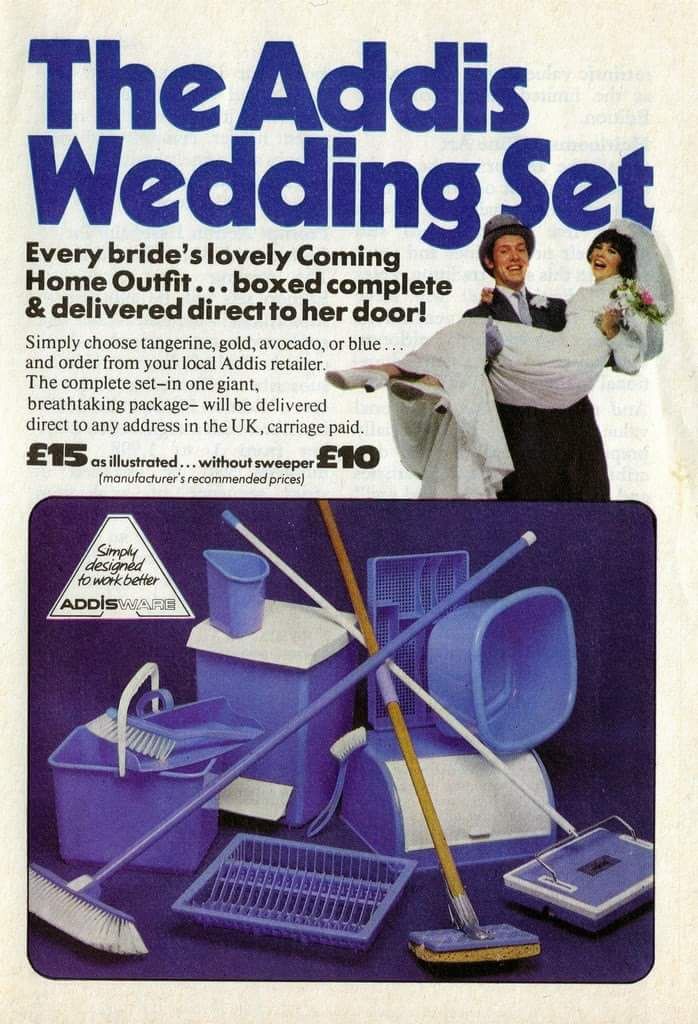 The Addis
Wedding Set
Every bride's lovely Coming
Home Outfit... boxed complete
& delivered direct to her door!
Simply choose tangerine, gold, avocado, or blue...
and order from your local Addis retailer.
The complete set–in one giant,
breathtaking package– will be delivered
direct to any address in the UK, carriage paid.
£15 as illustrated... without sweeper £10
(manufacturer's recommended prices)
Simply
designed
to work better
ADDISWARE